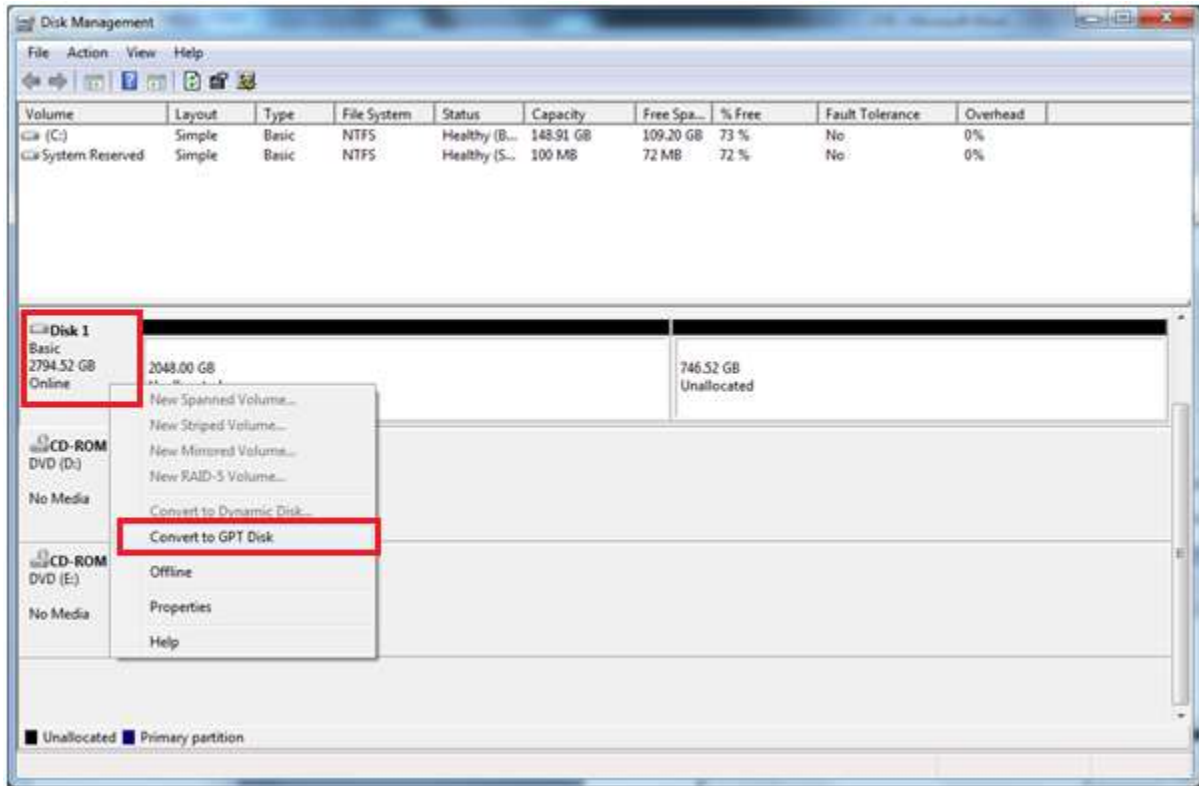 Disk Management
File Action View Help
Volume Layout Type File System Status Capacity Free Spa... % Free Fault Tolerance Overhead
(C:) Simple Basic NTFS Healthy (B... 148.91 GB 109.20 GB 73 % No 0%
System Reserved Simple Basic NTFS Healthy (S... 100 MB 72 MB 72 % No 0%
Disk 1
Basic
2794.52 GB
Online
2048.00 GB
746.52 GB
Unallocated
New Spanned Volume...
New Striped Volume...
New Mirrored Volume...
New RAID-5 Volume...
Convert to Dynamic Disk...
Convert to GPT Disk
Offline
Properties
Help
CD-ROM
DVD (D:)
No Media
CD-ROM
DVD (E:)
No Media
Unallocated Primary partition